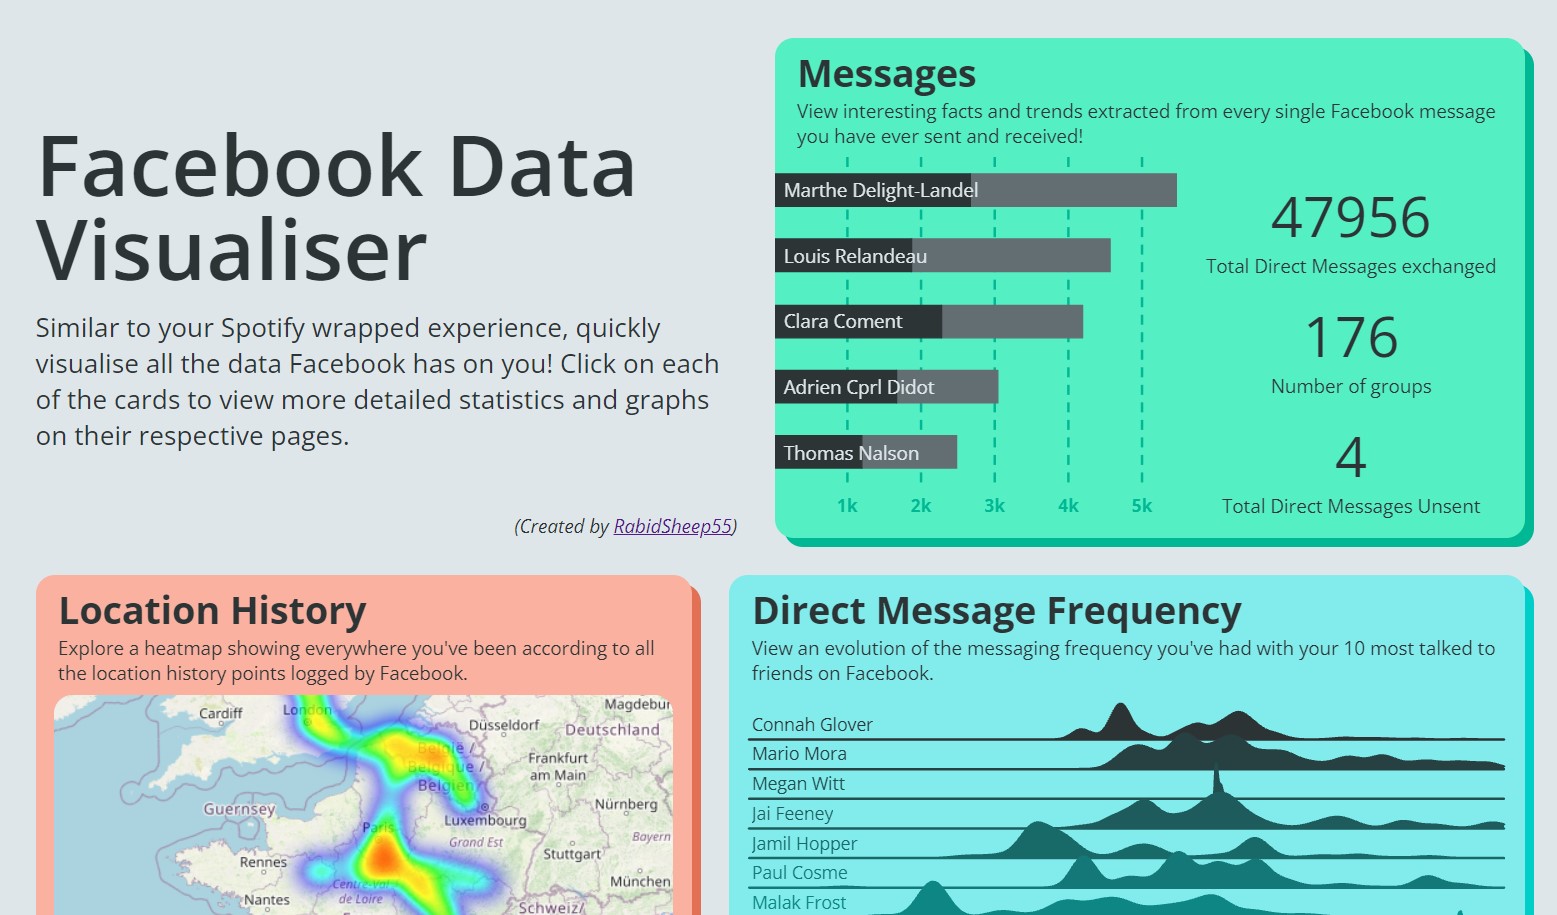 Facebook Data
Visualiser
Similar to your Spotify wrapped experience, quickly
visualise all the data Facebook has on you! Click on each
of the cards to view more detailed statistics and graphs
on their respective pages.
(Created by RabidSheep55)
Messages
View interesting facts and trends extracted from every single Facebook message
you have ever sent and received!
Marthe Delight-Landel
Louis Relandeau
Clara Coment
Adrien Cprl Didot
Thomas Nalson
1k 2k 3k 4k 5k
47956
Total Direct Messages exchanged
176
Number of groups
4
Total Direct Messages Unsent
Location History
Explore a heatmap showing everywhere you've been according to all
the location history points logged by Facebook.
Cardiff
London
Magdebur
Düsseldorf
Deutschland
België /
Belgique /
Belgien
Frankfurt
am Main
Guernsey
Nürnberg
Luxembourg
Paris
Bayern
Grand Est
Rennes
Stuttgart
Centre-Val
de Loire
München
Nantes
Schweiz/
Direct Message Frequency
View an evolution of the messaging frequency you've had with your 10 most talked to
friends on Facebook.
Connah Glover
Mario Mora
Megan Witt
Jai Feeney
Jamil Hopper
Paul Cosme
Malak Frost